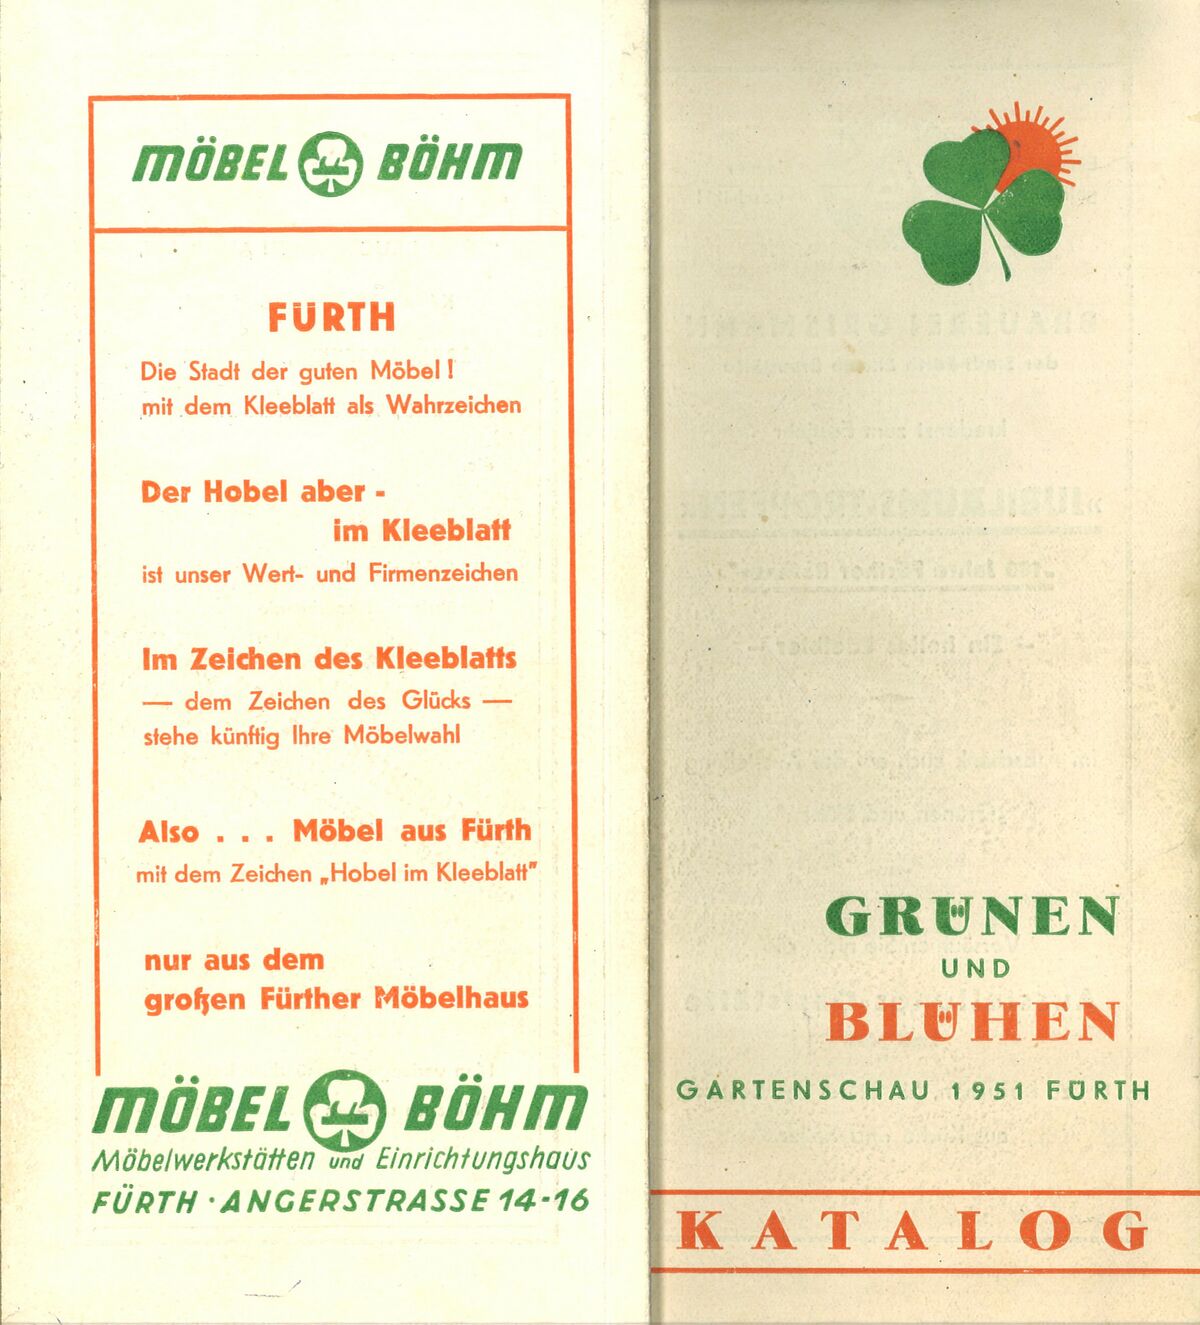 MÖBEL BÖHM
FÜRTH
Die Stadt der guten Möbel!
mit dem Kleeblatt als Wahrzeichen
Der Hobel aber -
im Kleeblatt
ist unser Wert- und Firmenzeichen
Im Zeichen des Kleeblatts
— dem Zeichen des Glücks —
stehe künftig Ihre Möbelwahl
Also . . . Möbel aus Fürth
mit dem Zeichen „Hobel im Kleeblatt"
nur aus dem
großen Fürther Möbelhaus
MÖBEL BÖHM
Möbelwerkstätten und Einrichtungshaus
FÜRTH · ANGERSTRASSE 14-16
GRÜNEN
UND
BLÜHEN
GARTENSCHAU 1951 FÜRTH
KATALOG